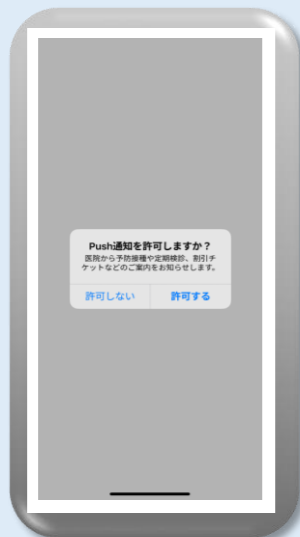 Push通知を許可しますか？
医院から予防接種や定期検診、割引チ
ケットなどのご案内をお知らせします。
許可しない
許可する